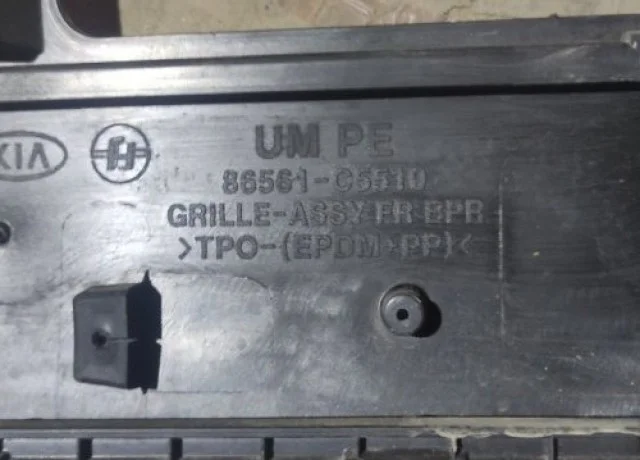 KIA
UM PE
86561-C5510
GRILLE-ASSY FR BPR
>TPO-(EPDM+PP)<